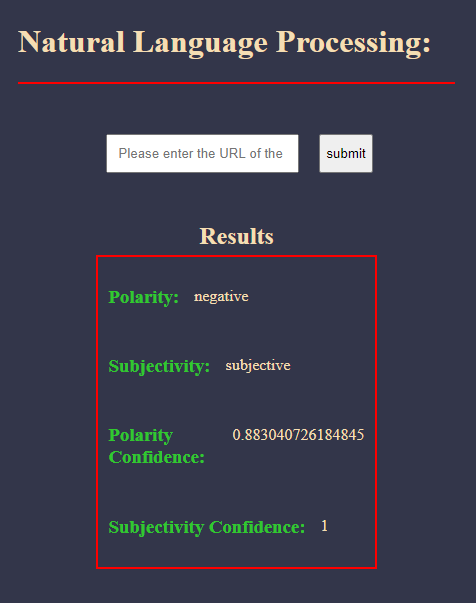 Natural Language Processing:
Please enter the URL of the
submit
Results
Polarity: negative
Subjectivity: subjective
Polarity 0.883040726184845
Confidence:
Subjectivity Confidence: 1